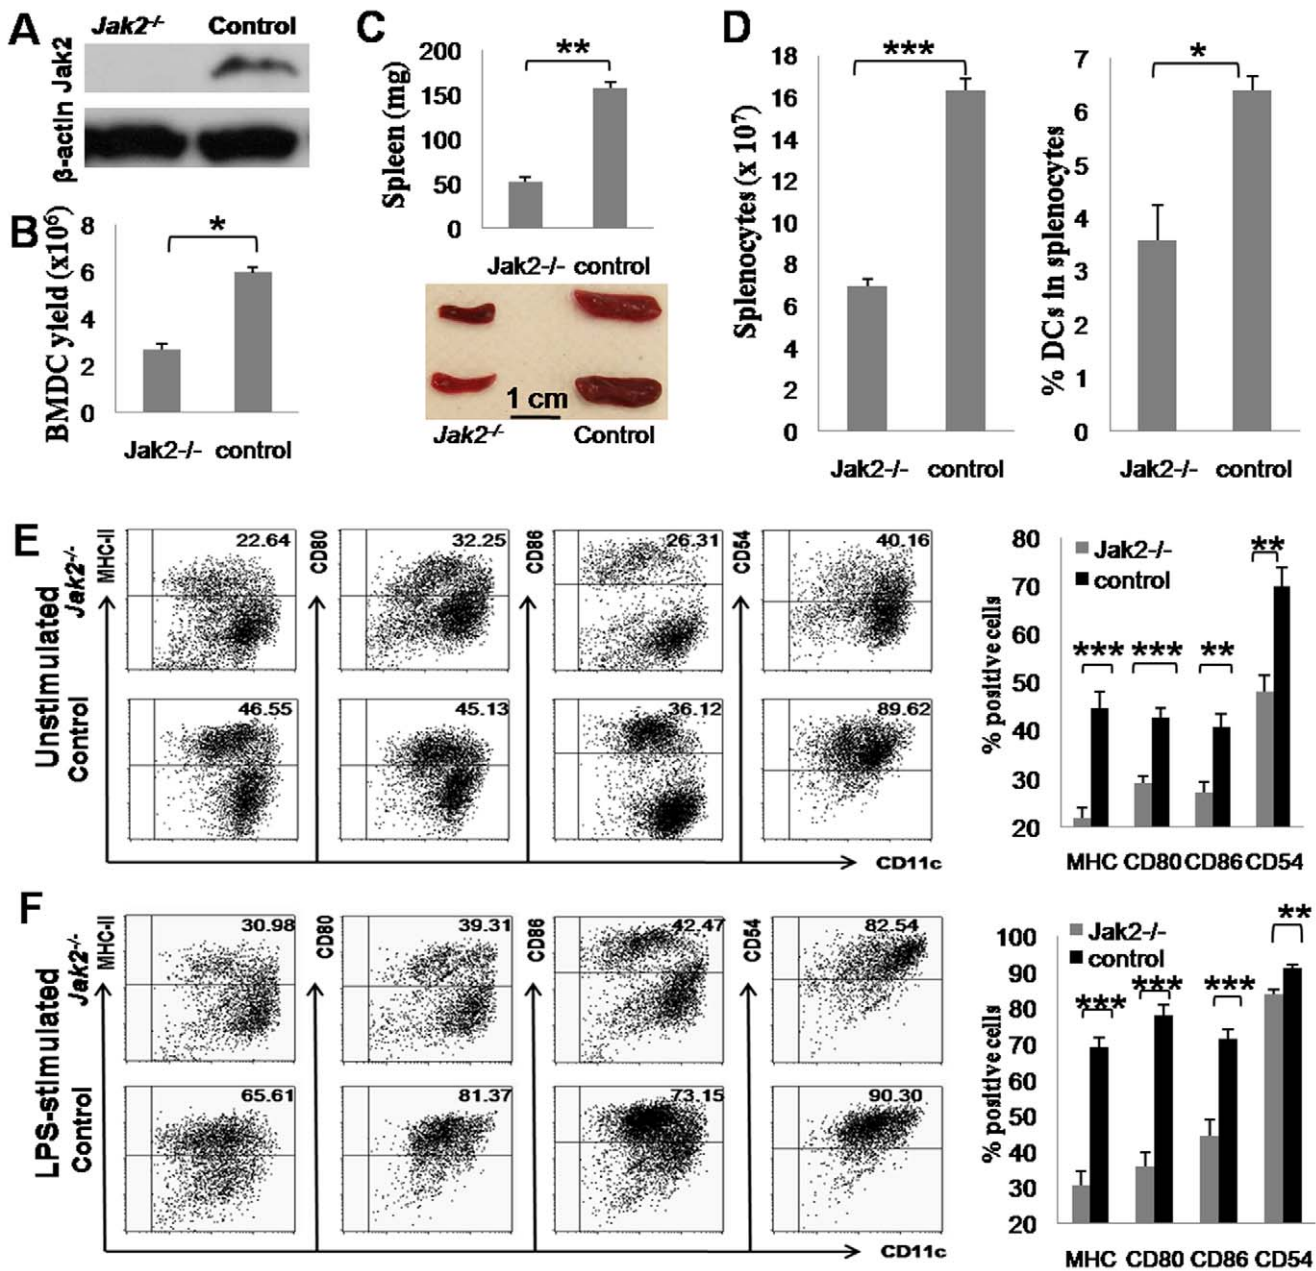 A
Jak2-/- Control
Jak2
β-actin
B
BMDC yield (x10⁶)
8
6
4
2
0
*
Jak2-/- control
C
Spleen (mg)
200
150
100
50
0
**
Jak2-/- control
1 cm
Jak2-/- Control
D
Splenocytes (x 10⁷)
18
16
14
12
10
8
6
4
2
0
***
Jak2-/- control
% DCs in splenocytes
7
6
5
4
3
2
1
0
*
Jak2-/- control
E
Unstimulated
Jak2-/-
Control
MHC-II CD80 CD86 CD54
22.64 32.25 26.31 40.16
46.55 45.13 36.12 89.62
CD11c
% positive cells
80
70
60
50
40
30
20
Jak2-/-
control
*** *** ** **
MHC CD80 CD86 CD54
F
LPS-stimulated
Jak2-/-
Control
MHC-II CD80 CD86 CD54
30.98 39.31 42.47 82.54
65.61 81.37 73.15 90.30
CD11c
% positive cells
100
90
80
70
60
50
40
30
20
Jak2-/-
control
*** *** *** **
MHC CD80 CD86 CD54